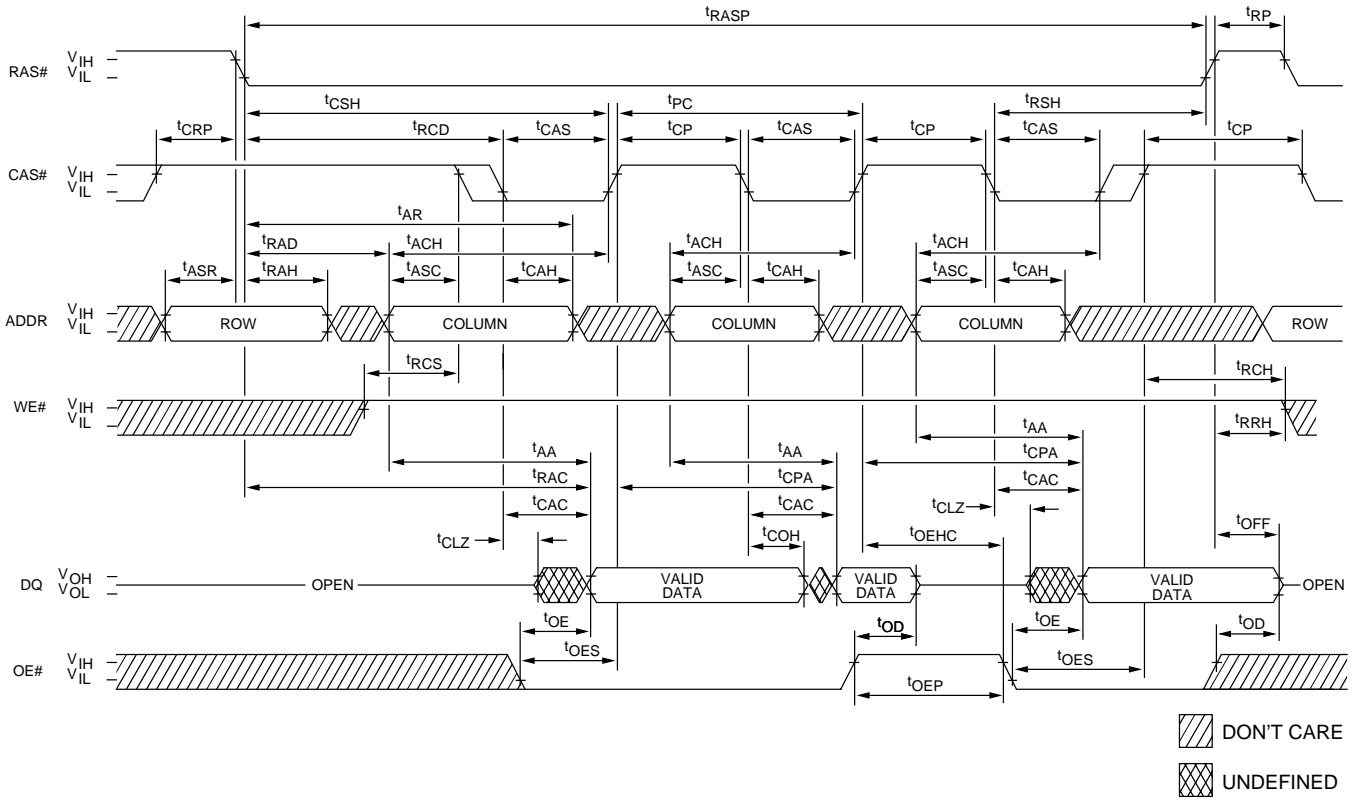 tRASP tRP
RAS# VIH
VIL
tCSH tPC tRSH
tCRP tRCD tCAS tCP tCAS tCP tCAS tCP
CAS# VIH
VIL
tAR
tRAD tACH tACH tACH
tASR tRAH tASC tCAH tASC tCAH tASC tCAH
ADDR VIH
VIL
ROW COLUMN COLUMN COLUMN ROW
tRCS tRCH
WE# VIH
VIL
tRRH
tAA tAA tAA
tRAC tCPA tCPA
tCAC tCAC tCAC
tCLZ tCOH tOEHC tCLZ tOFF
DQ VOH
VOL
OPEN VALID DATA VALID DATA VALID DATA OPEN
tOE tOD tOE tOD
tOES tOES
OE# VIH
VIL
tOEP
DON'T CARE
UNDEFINED